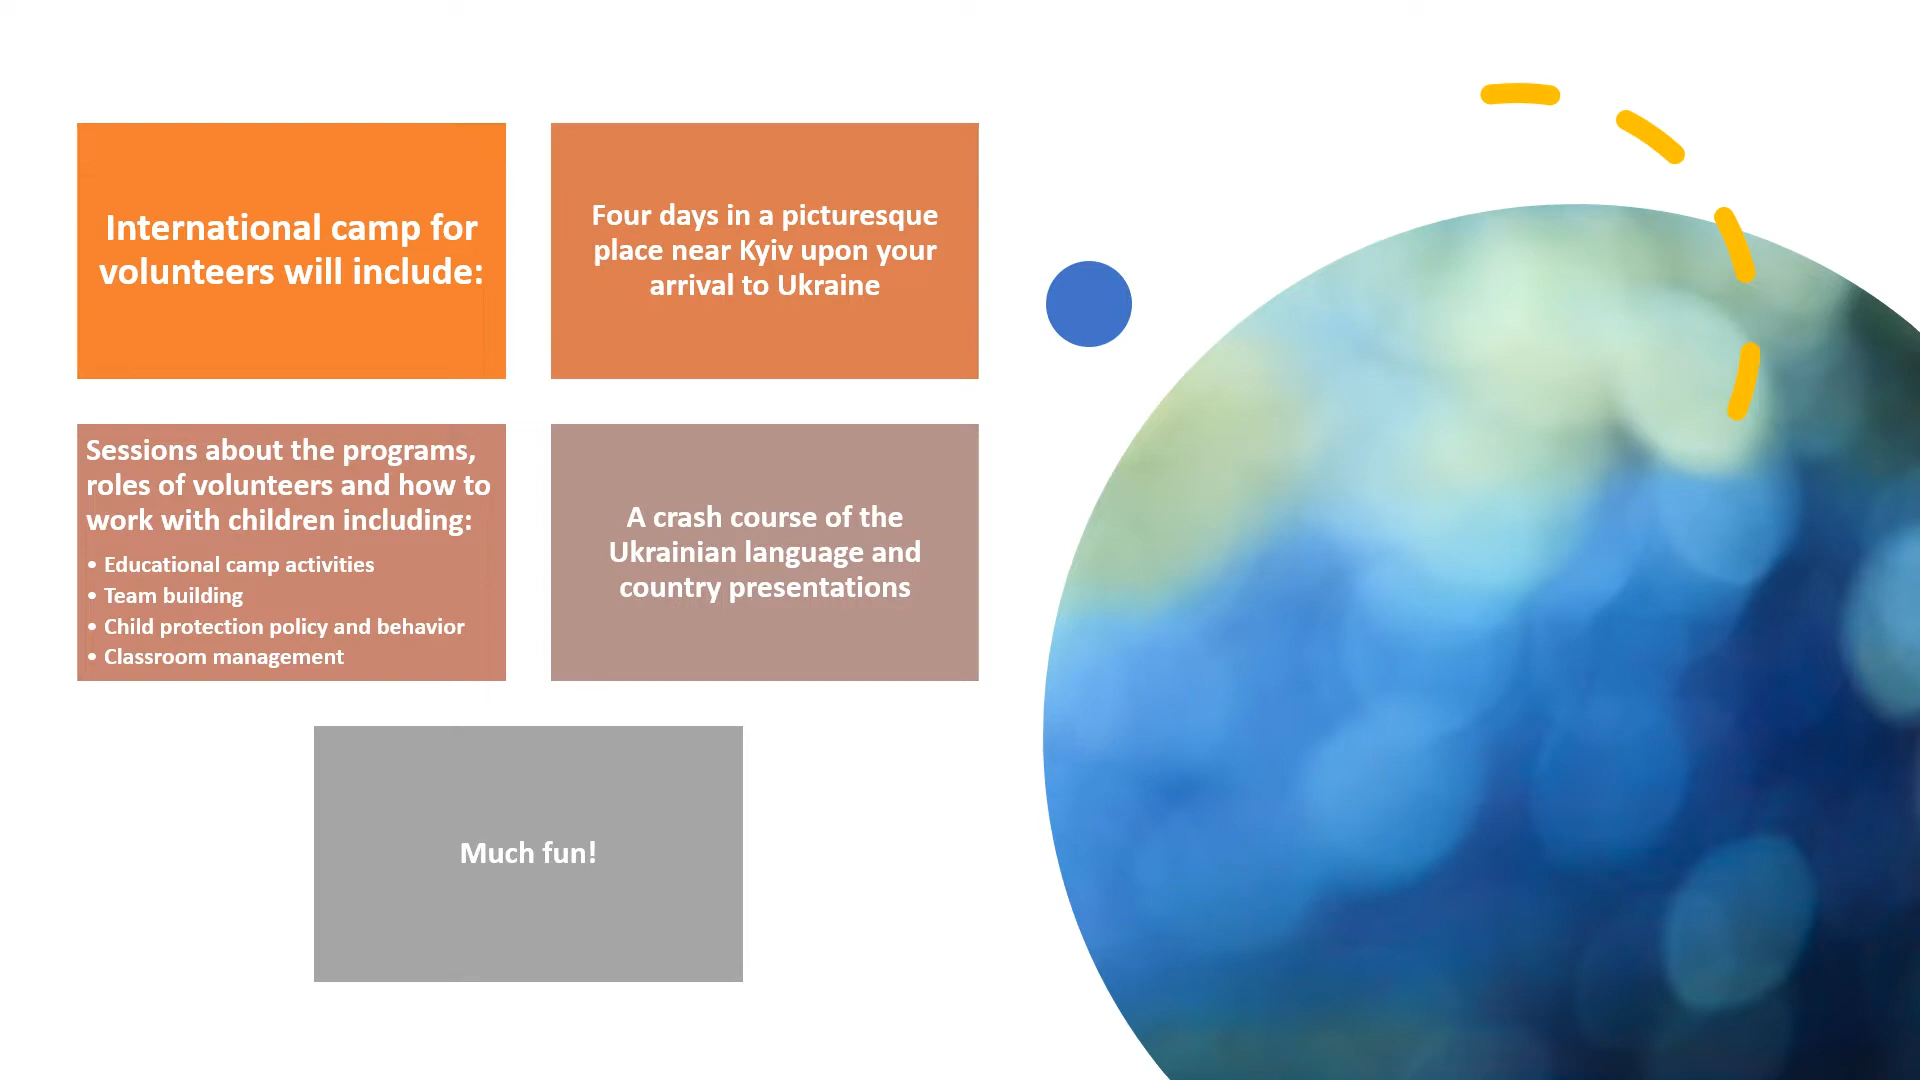 International camp for
volunteers will include:
Four days in a picturesque
place near Kyiv upon your
arrival to Ukraine
Sessions about the programs,
roles of volunteers and how to
work with children including:
• Educational camp activities
• Team building
• Child protection policy and behavior
• Classroom management
A crash course of the
Ukrainian language and
country presentations
Much fun!